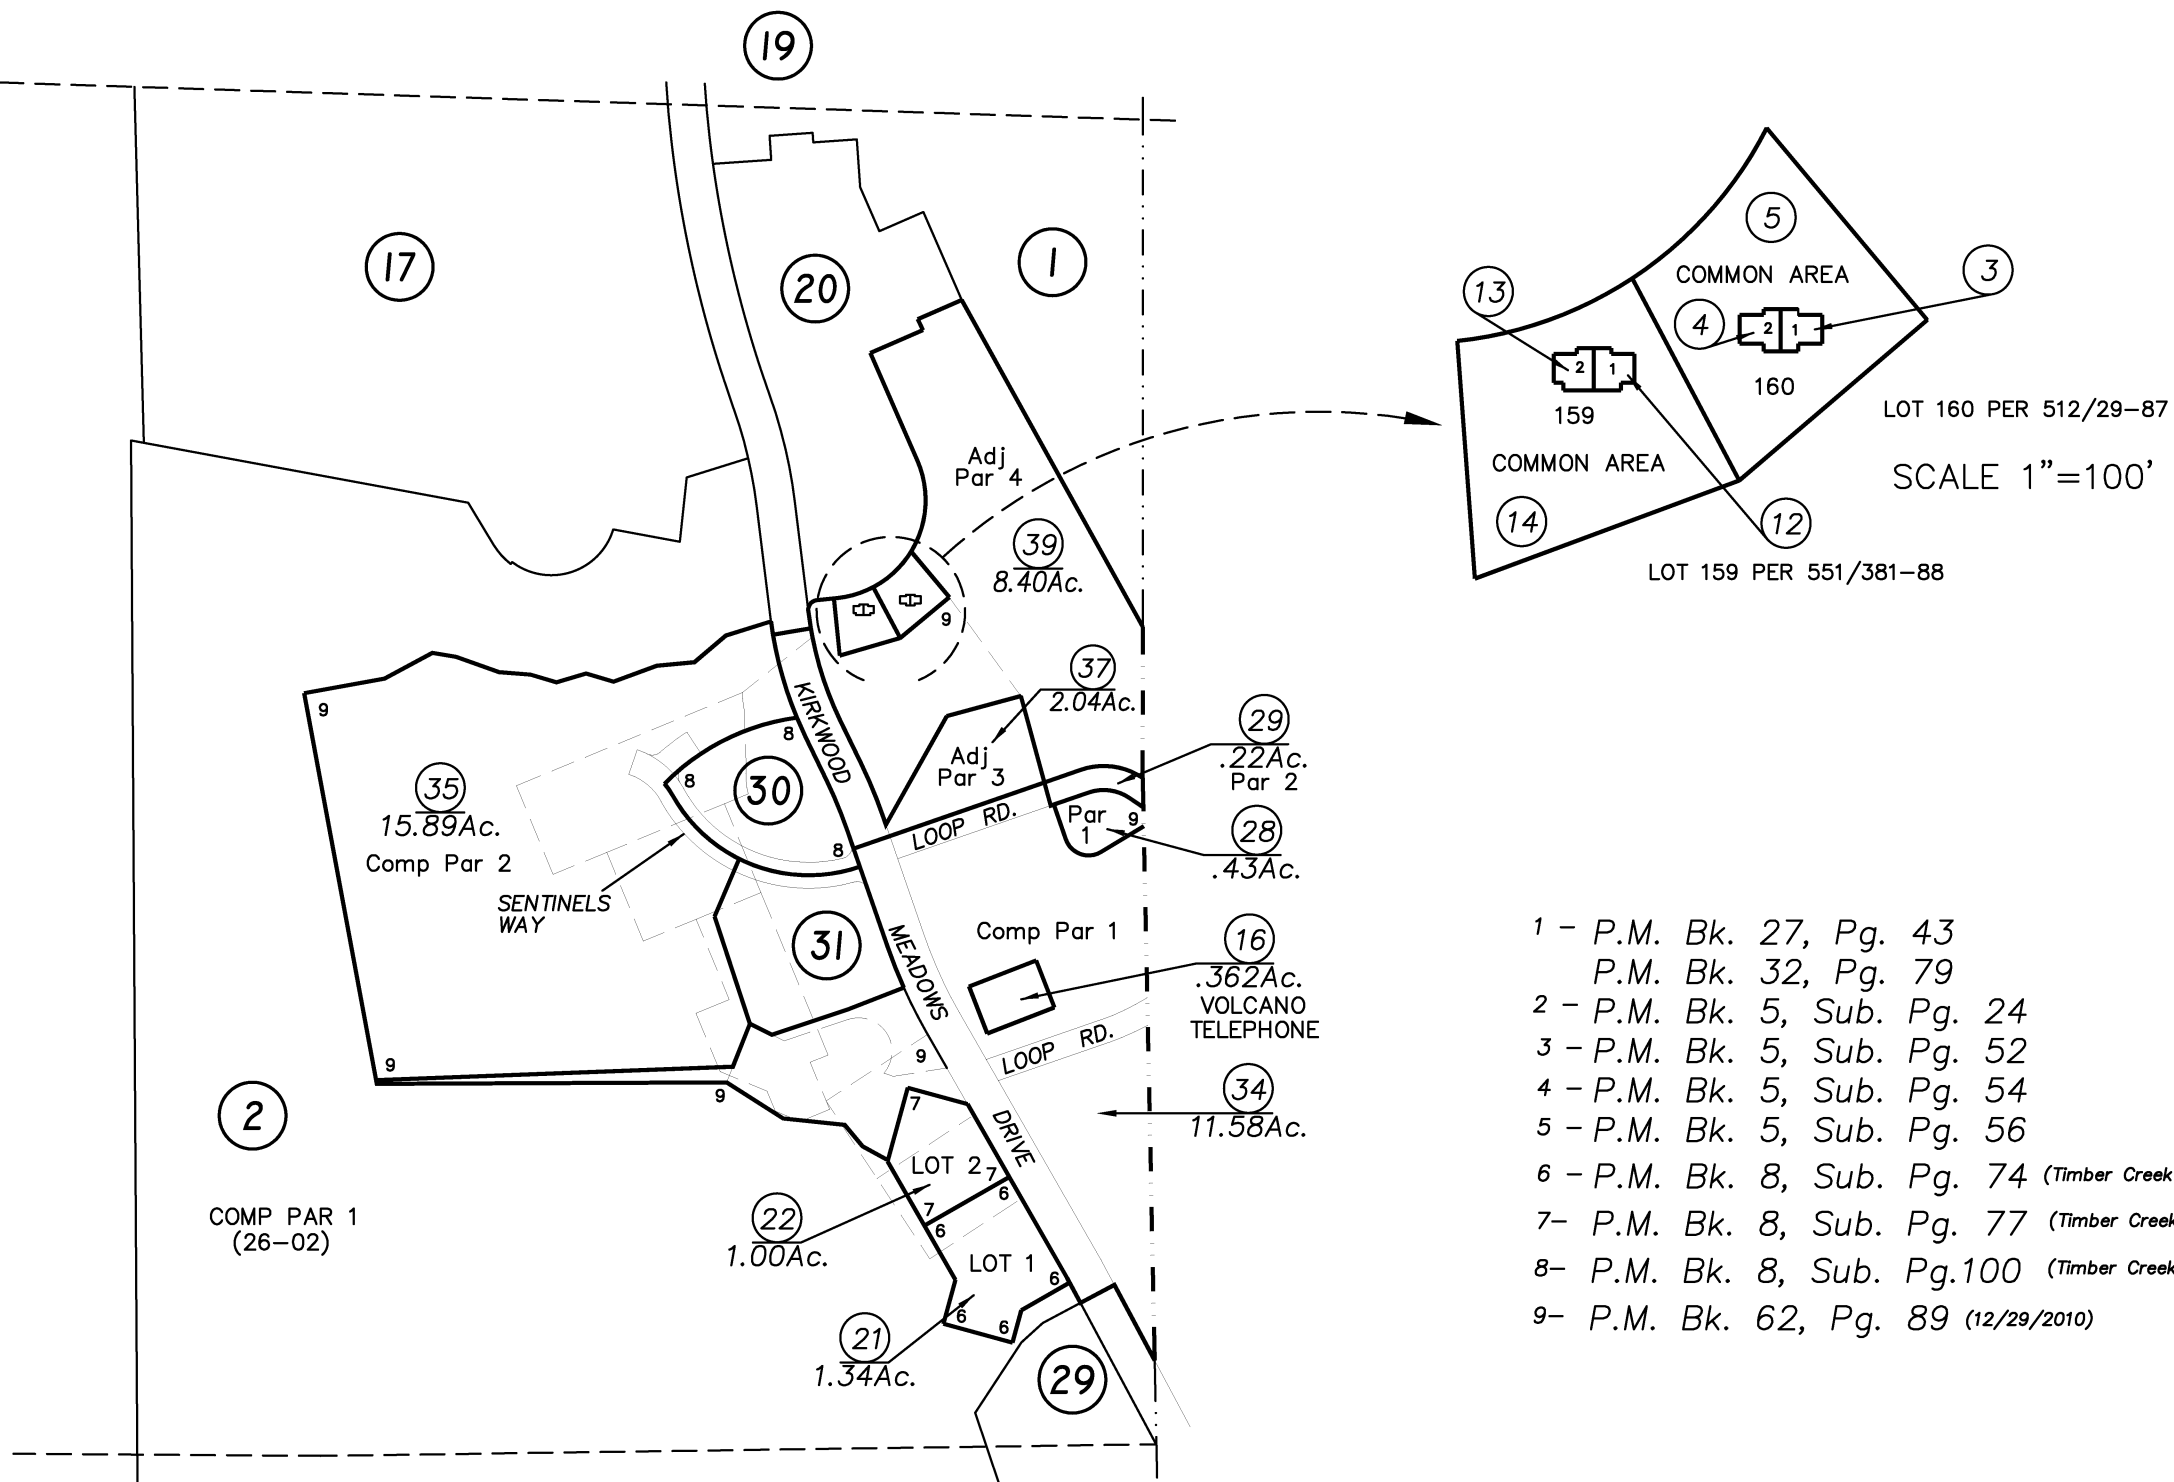 19
17
20
1
5
COMMON AREA
3
13
4
2 1
2 1
160
159
LOT 160 PER 512/29-87
COMMON AREA
SCALE 1"=100'
14
12
LOT 159 PER 551/381-88
Adj
Par 4
39
8.40Ac.
9
37
2.04Ac.
KIRKWOOD
9
8
29
.22Ac.
Par 2
Adj
Par 3
8
30
35
15.89Ac.
Comp Par 2
Par
1
9
LOOP RD.
28
.43Ac.
8
SENTINELS
WAY
31
MEADOWS
Comp Par 1
16
.362Ac.
VOLCANO
TELEPHONE
LOOP RD.
9
9
9
34
11.58Ac.
2
7
DRIVE
LOT 2
7
6
7
6
COMP PAR 1
(26-02)
22
1.00Ac.
LOT 1
6
6
6
21
1.34Ac.
29
1 - P.M. Bk. 27, Pg. 43
P.M. Bk. 32, Pg. 79
2 - P.M. Bk. 5, Sub. Pg. 24
3 - P.M. Bk. 5, Sub. Pg. 52
4 - P.M. Bk. 5, Sub. Pg. 54
5 - P.M. Bk. 5, Sub. Pg. 56
6 - P.M. Bk. 8, Sub. Pg. 74 (Timber Creek
7- P.M. Bk. 8, Sub. Pg. 77 (Timber Creek
8- P.M. Bk. 8, Sub. Pg.100 (Timber Creek
9- P.M. Bk. 62, Pg. 89 (12/29/2010)